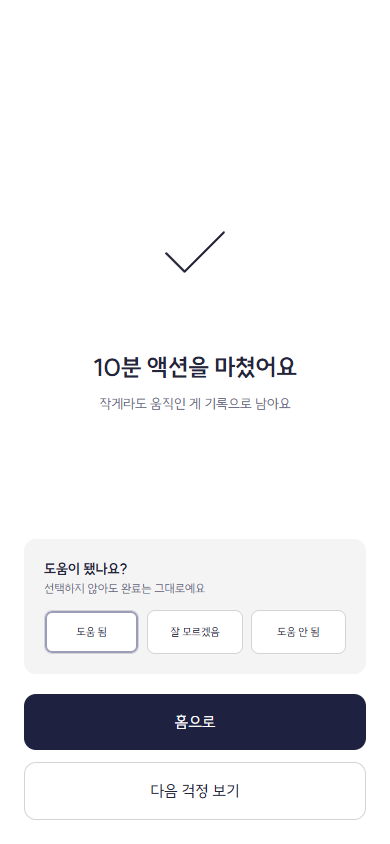 10분 액션을 마쳤어요
작게라도 움직인 게 기록으로 남아요
도움이 됐나요?
선택하지 않아도 완료는 그대로예요
도움 됨
잘 모르겠음
도움 안 됨
홈으로
다음 걱정 보기